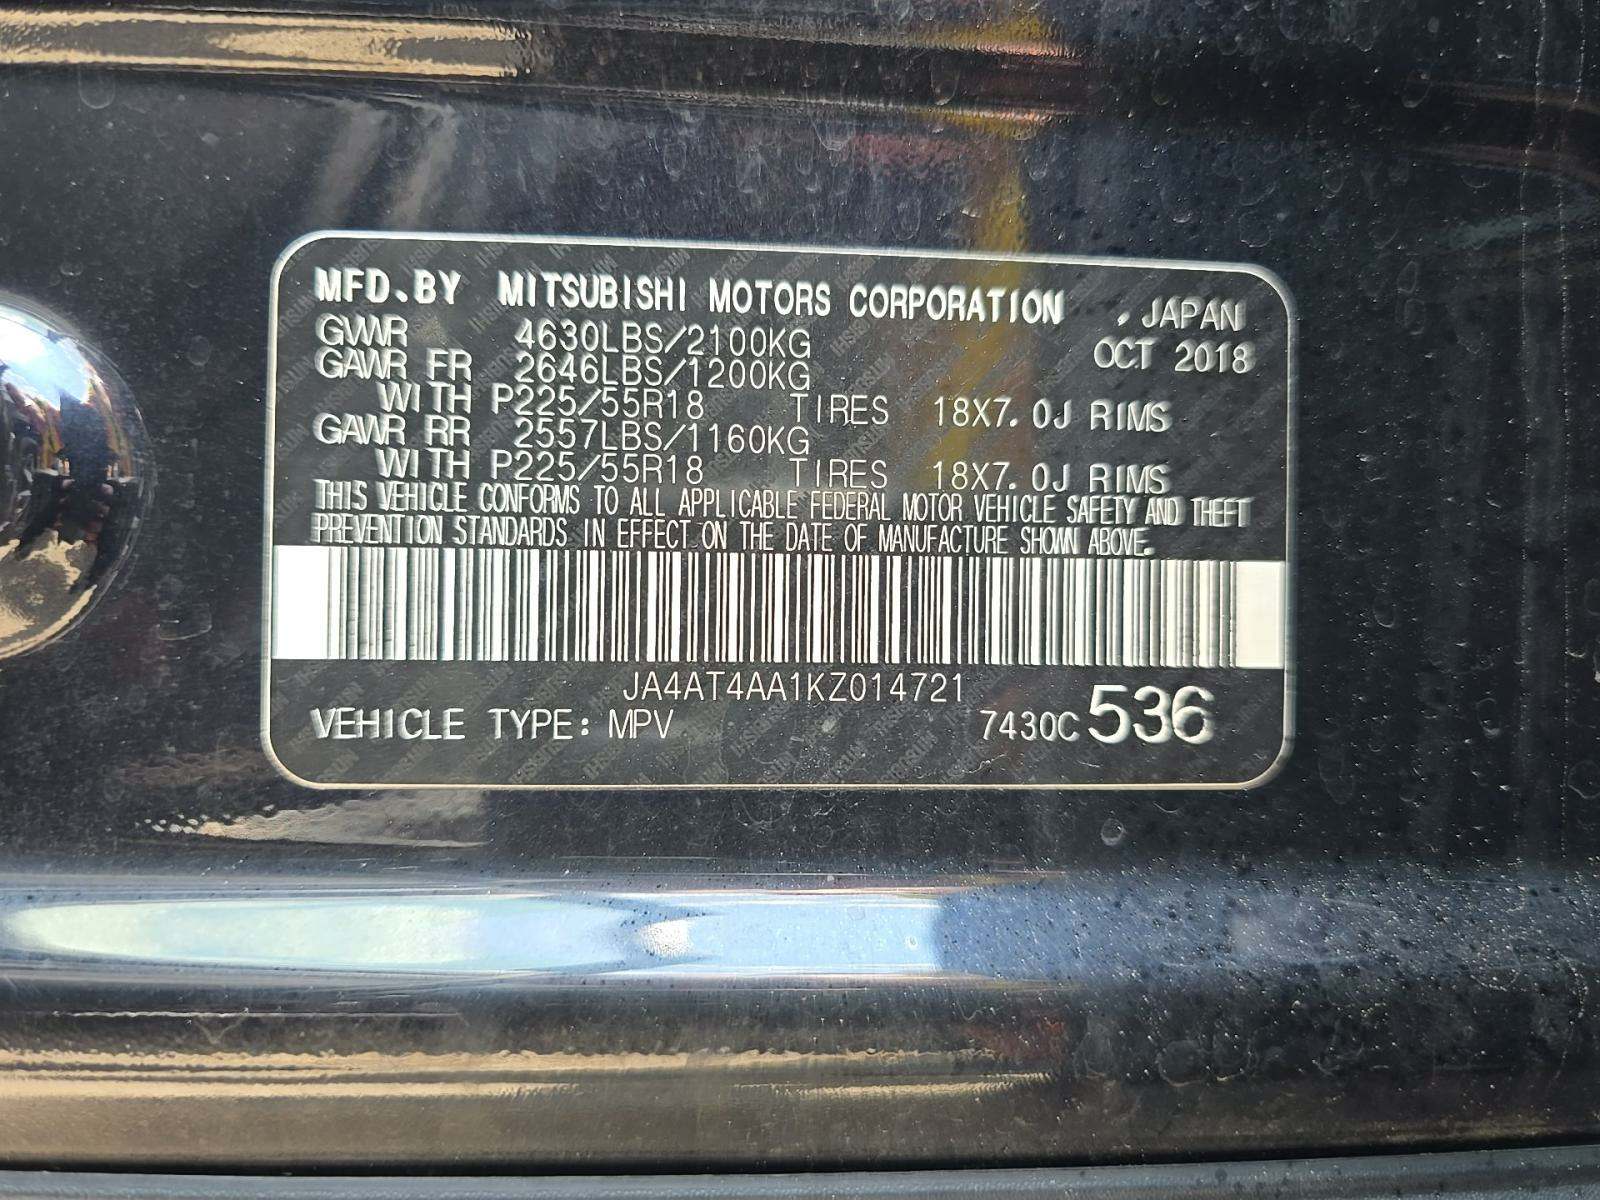 MFD.BY MITSUBISHI MOTORS CORPORATION , JAPAN
GVWR 4630LBS/2100KG OCT 2018
GAWR FR 2646LBS/1200KG
WITH P225/55R18 TIRES 18X7.0J RIMS
GAWR RR 2557LBS/1160KG
WITH P225/55R18 TIRES 18X7.0J RIMS
THIS VEHICLE CONFORMS TO ALL APPLICABLE FEDERAL MOTOR VEHICLE SAFETY AND THEFT
PREVENTION STANDARDS IN EFFECT ON THE DATE OF MANUFACTURE SHOWN ABOVE.
JA4AT4AA1KZ014721
VEHICLE TYPE: MPV 7430C 536